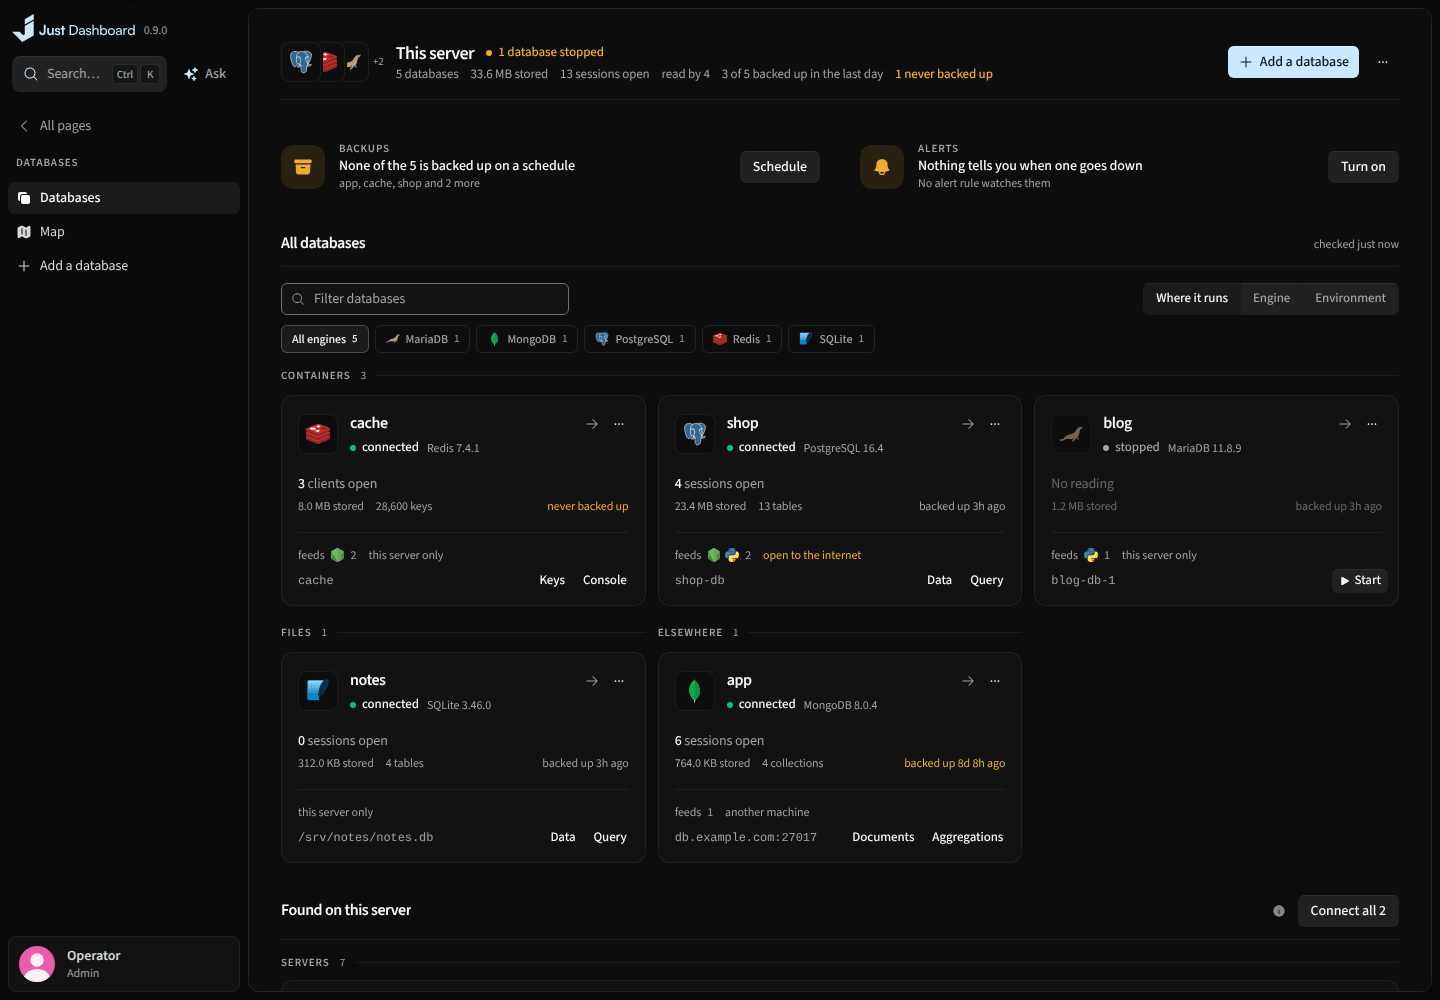 Just Dashboard 0.9.0
Search... Ctrl K
Ask
All pages
DATABASES
Databases
Map
Add a database
Operator
Admin
+2
This server 1 database stopped
5 databases 33.6 MB stored 13 sessions open read by 4 3 of 5 backed up in the last day 1 never backed up
Add a database
BACKUPS
None of the 5 is backed up on a schedule
app, cache, shop and 2 more
Schedule
ALERTS
Nothing tells you when one goes down
No alert rule watches them
Turn on
All databases
checked just now
Filter databases
Where it runs Engine Environment
All engines 5 MariaDB 1 MongoDB 1 PostgreSQL 1 Redis 1 SQLite 1
CONTAINERS 3
cache
connected Redis 7.4.1
3 clients open
8.0 MB stored 28,600 keys never backed up
feeds 2 this server only
cache Keys Console
shop
connected PostgreSQL 16.4
4 sessions open
23.4 MB stored 13 tables backed up 3h ago
feeds 2 open to the internet
shop-db Data Query
blog
stopped MariaDB 11.8.9
No reading
1.2 MB stored backed up 3h ago
feeds 1 this server only
blog-db-1 Start
FILES 1
notes
connected SQLite 3.46.0
0 sessions open
312.0 KB stored 4 tables backed up 3h ago
this server only
/srv/notes/notes.db Data Query
ELSEWHERE 1
app
connected MongoDB 8.0.4
6 sessions open
764.0 KB stored 4 collections backed up 8d 8h ago
feeds 1 another machine
db.example.com:27017 Documents Aggregations
Found on this server
Connect all 2
SERVERS 7